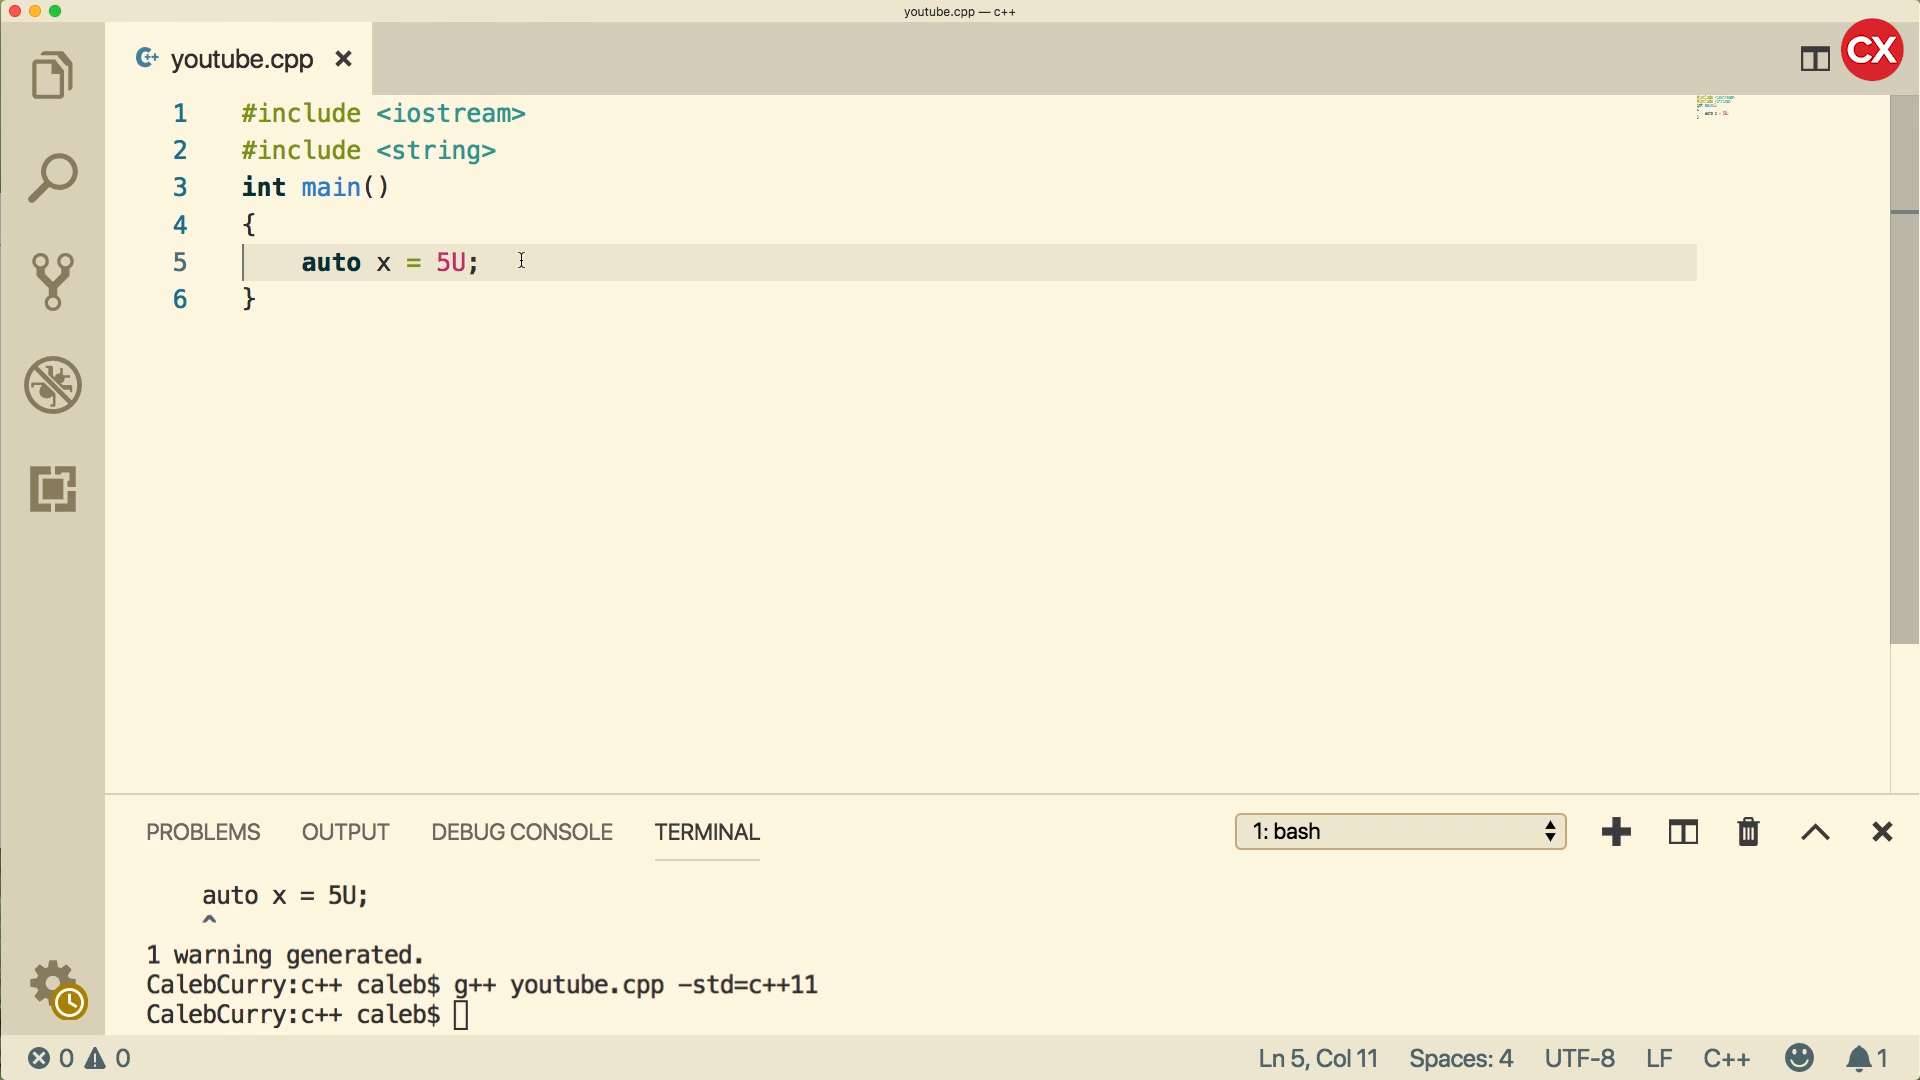 youtube.cpp — c++
youtube.cpp
CX
1 #include <iostream>
2 #include <string>
3 int main()
4 {
5     auto x = 5U;
6 }
PROBLEMS OUTPUT DEBUG CONSOLE TERMINAL 1: bash
auto x = 5U;
^
1 warning generated.
CalebCurry:c++ caleb$ g++ youtube.cpp -std=c++11
CalebCurry:c++ caleb$
0 0 Ln 5, Col 11 Spaces: 4 UTF-8 LF C++ 1